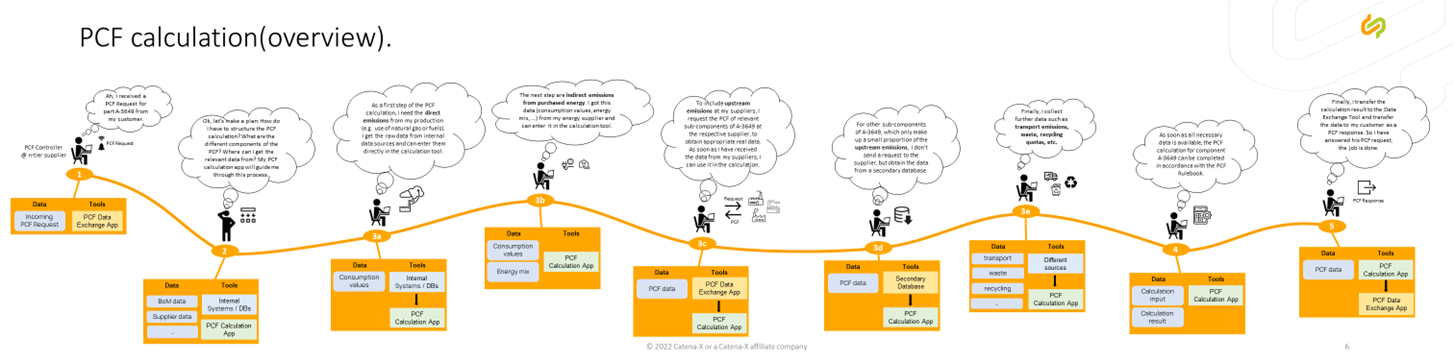 PCF calculation(overview).
Ah, I received a
PCF Request for
part A-3649 from
my customer.
PCF Controller
@ n-tier supplier
PCF Request
1
Data
Tools
Incoming
PCF Request
PCF Data
Exchange App
Ok, let's make a plan: How do
I have to structure the PCF
calculation? What are the
different components of the
PCF? Where can I get the
relevant data from? My PCF
calculation app will guide me
through this process.
2
Data
Tools
BoM data
Supplier data
...
Internal
Systems / DBs
PCF Calculation
App
As a first step of the PCF
calculation, I need the direct
emissions from my production
(e.g. use of natural gas or fuels).
I get the raw data from internal
data sources and can enter them
directly in the calculation tool.
3a
Data
Tools
Consumption
values
Internal
Systems / DBs
PCF
Calculation App
The next step are indirect emissions
from purchased energy. I got this
data (consumption values, energy
mix, ...) from my energy supplier and
can enter it in the calculation tool.
3b
Data
Tools
Consumption
values
Energy mix
PCF
Calculation App
To include upstream
emissions at my suppliers, I
request the PCF of relevant
sub-components of A-3649 at
the respective supplier, to
obtain appropriate real data.
As soon as I have received
the data from my suppliers, I
can use it in the calculation.
Request
PCF
3c
Data
Tools
PCF data
PCF Data
Exchange App
PCF
Calculation App
For other sub-components
of A-3649, which only make
up a small proportion of the
upstream emissions, I don't
send a request to the
supplier, but obtain the data
from a secondary database.
3d
Data
Tools
PCF data
Secondary
Database
PCF
Calculation App
Finally, I collect
further data such as
transport emissions,
waste, recycling
quotas, etc.
3e
Data
Tools
transport
waste
recycling
...
Different
sources
PCF
Calculation App
As soon as all necessary
data is available, the PCF
calculation for component
A-3649 can be completed
in accordance with the PCF
Rulebook.
4
Data
Tools
Calculation
input
Calculation
result
PCF
Calculation App
Finally, I transfer the
calculation result to the Data
Exchange Tool and transfer
the data to my customer as a
PCF response. So I have
answered his PCF request,
the job is done.
PCF Response
5
Data
Tools
PCF data
PCF
Calculation App
PCF Data
Exchange App
© 2022 Catena-X or a Catena-X affiliate company
6